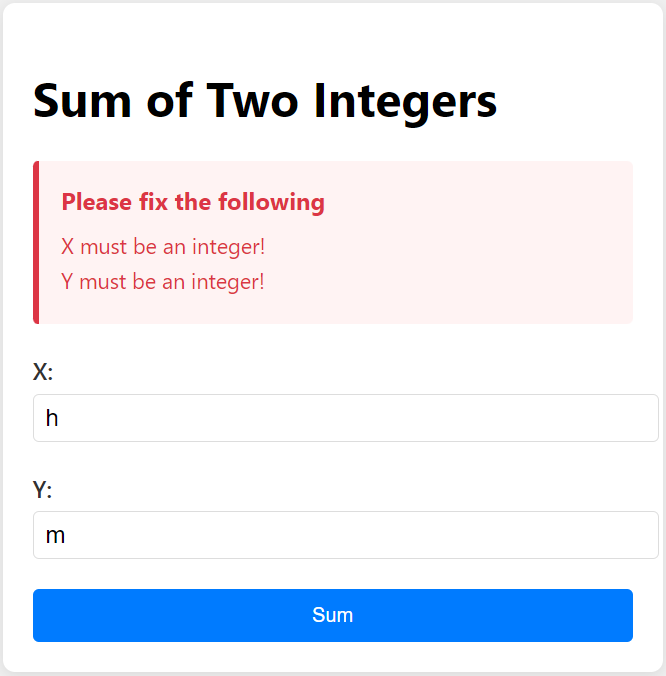 Sum of Two Integers
Please fix the following
X must be an integer!
Y must be an integer!
X:
h
Y:
m
Sum